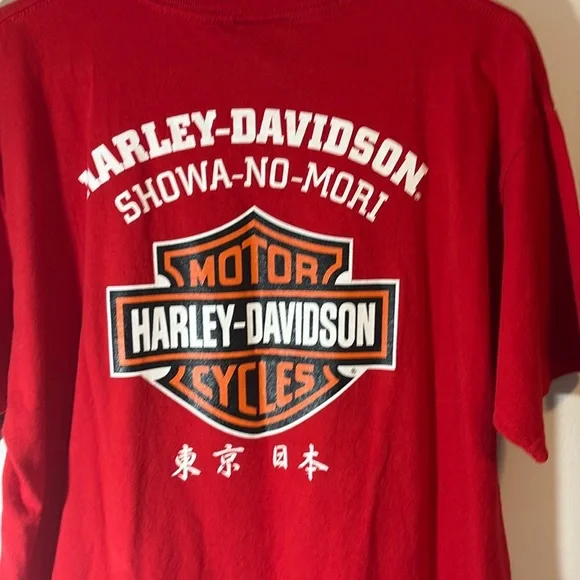 HARLEY-DAVIDSON
SHOWA-NO-MORI
MOTOR
HARLEY-DAVIDSON
CYCLES
東京 日本